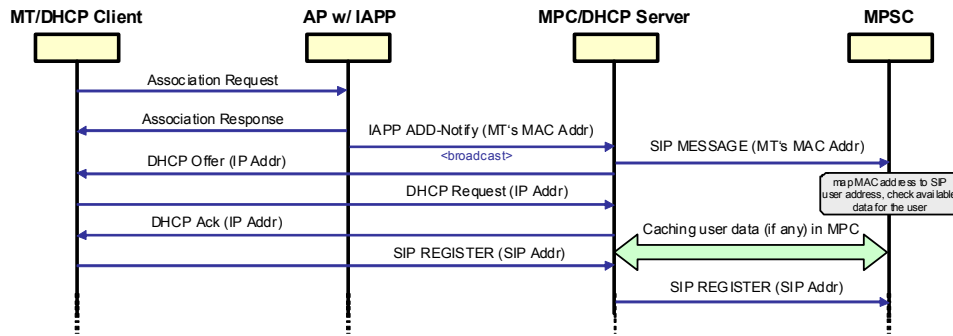 MT/DHCP Client
AP w/ IAPP
MPC/DHCP Server
MPSC
Association Request
Association Response
IAPP ADD-Notify (MT's MAC Addr)
<broadcast>
SIP MESSAGE (MT's MAC Addr)
DHCP Offer (IP Addr)
map MAC address to SIP
user address, check available
data for the user
DHCP Request (IP Addr)
DHCP Ack (IP Addr)
Caching user data (if any) in MPC
SIP REGISTER (SIP Addr)
SIP REGISTER (SIP Addr)